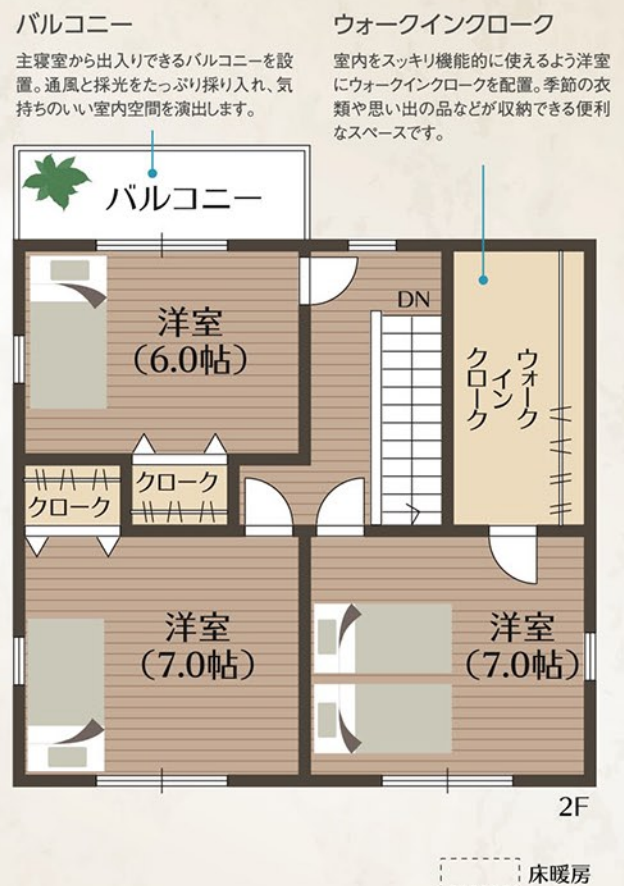 バルコニー
主寝室から出入りできるバルコニーを設
置。通風と採光をたっぷり採り入れ、気
持ちのいい室内空間を演出します。
ウォークインクローク
室内をスッキリ機能的に使えるよう洋室
にウォークインクロークを配置。季節の衣
類や思い出の品などが収納できる便利
なスペースです。
バルコニー
洋室
(6.0帖)
DN
ウォーク
イン
クローク
クローク
クローク
洋室
(7.0帖)
洋室
(7.0帖)
2F
床暖房